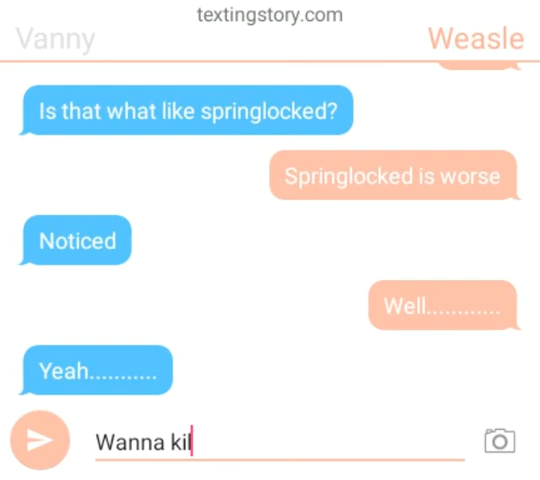 textingstory.com
Vanny
Weasle
Is that what like springlocked?
Springlocked is worse
Noticed
Well............
Yeah...........
Wanna kil